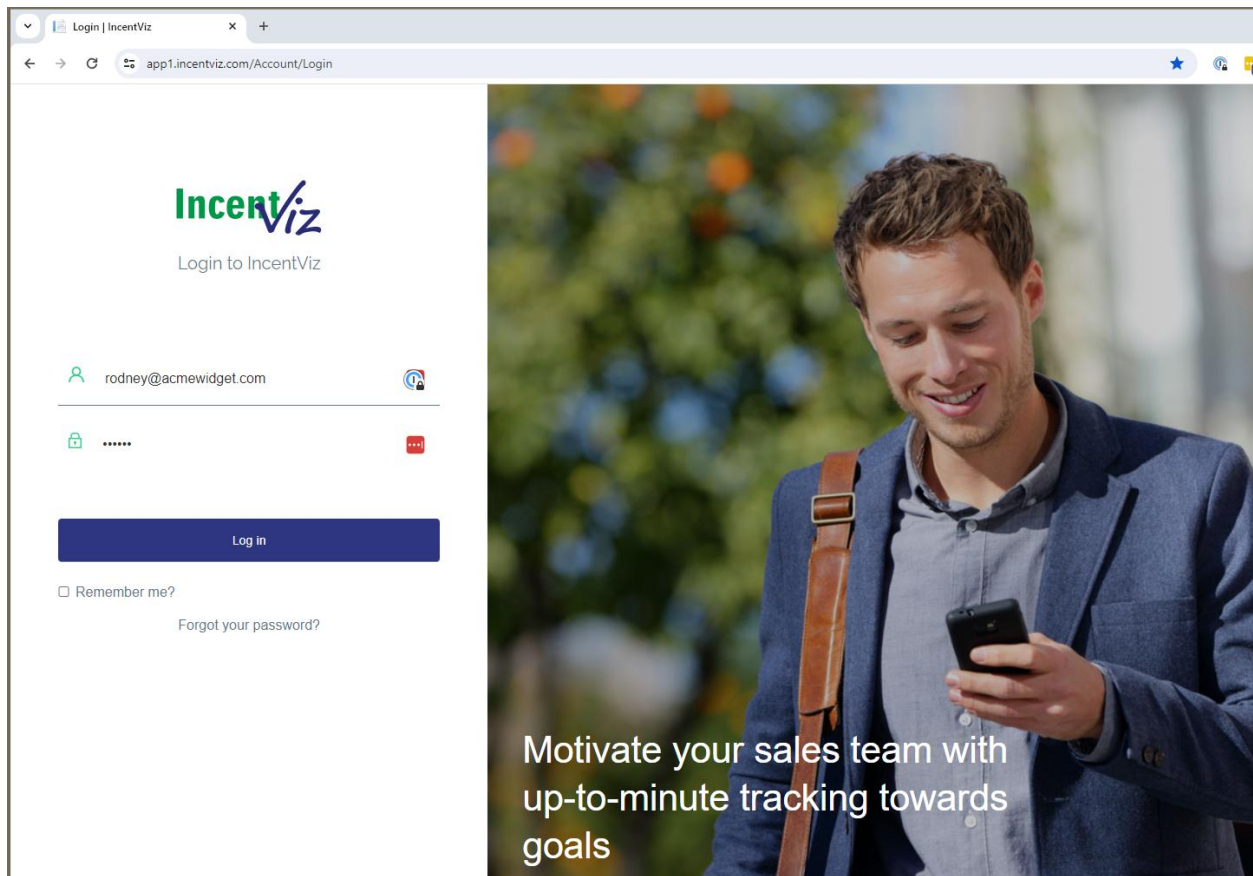 Login | IncentViz
app1.incentviz.com/Account/Login
IncentViz
Login to IncentViz
rodney@acmewidget.com
••••••
Log in
Remember me?
Forgot your password?
Motivate your sales team with
up-to-minute tracking towards
goals